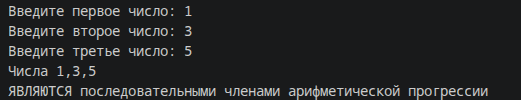 Введите первое число: 1
Введите второе число: 3
Введите третье число: 5
Числа 1,3,5
ЯВЛЯЮТСЯ последовательными членами арифметической прогрессии